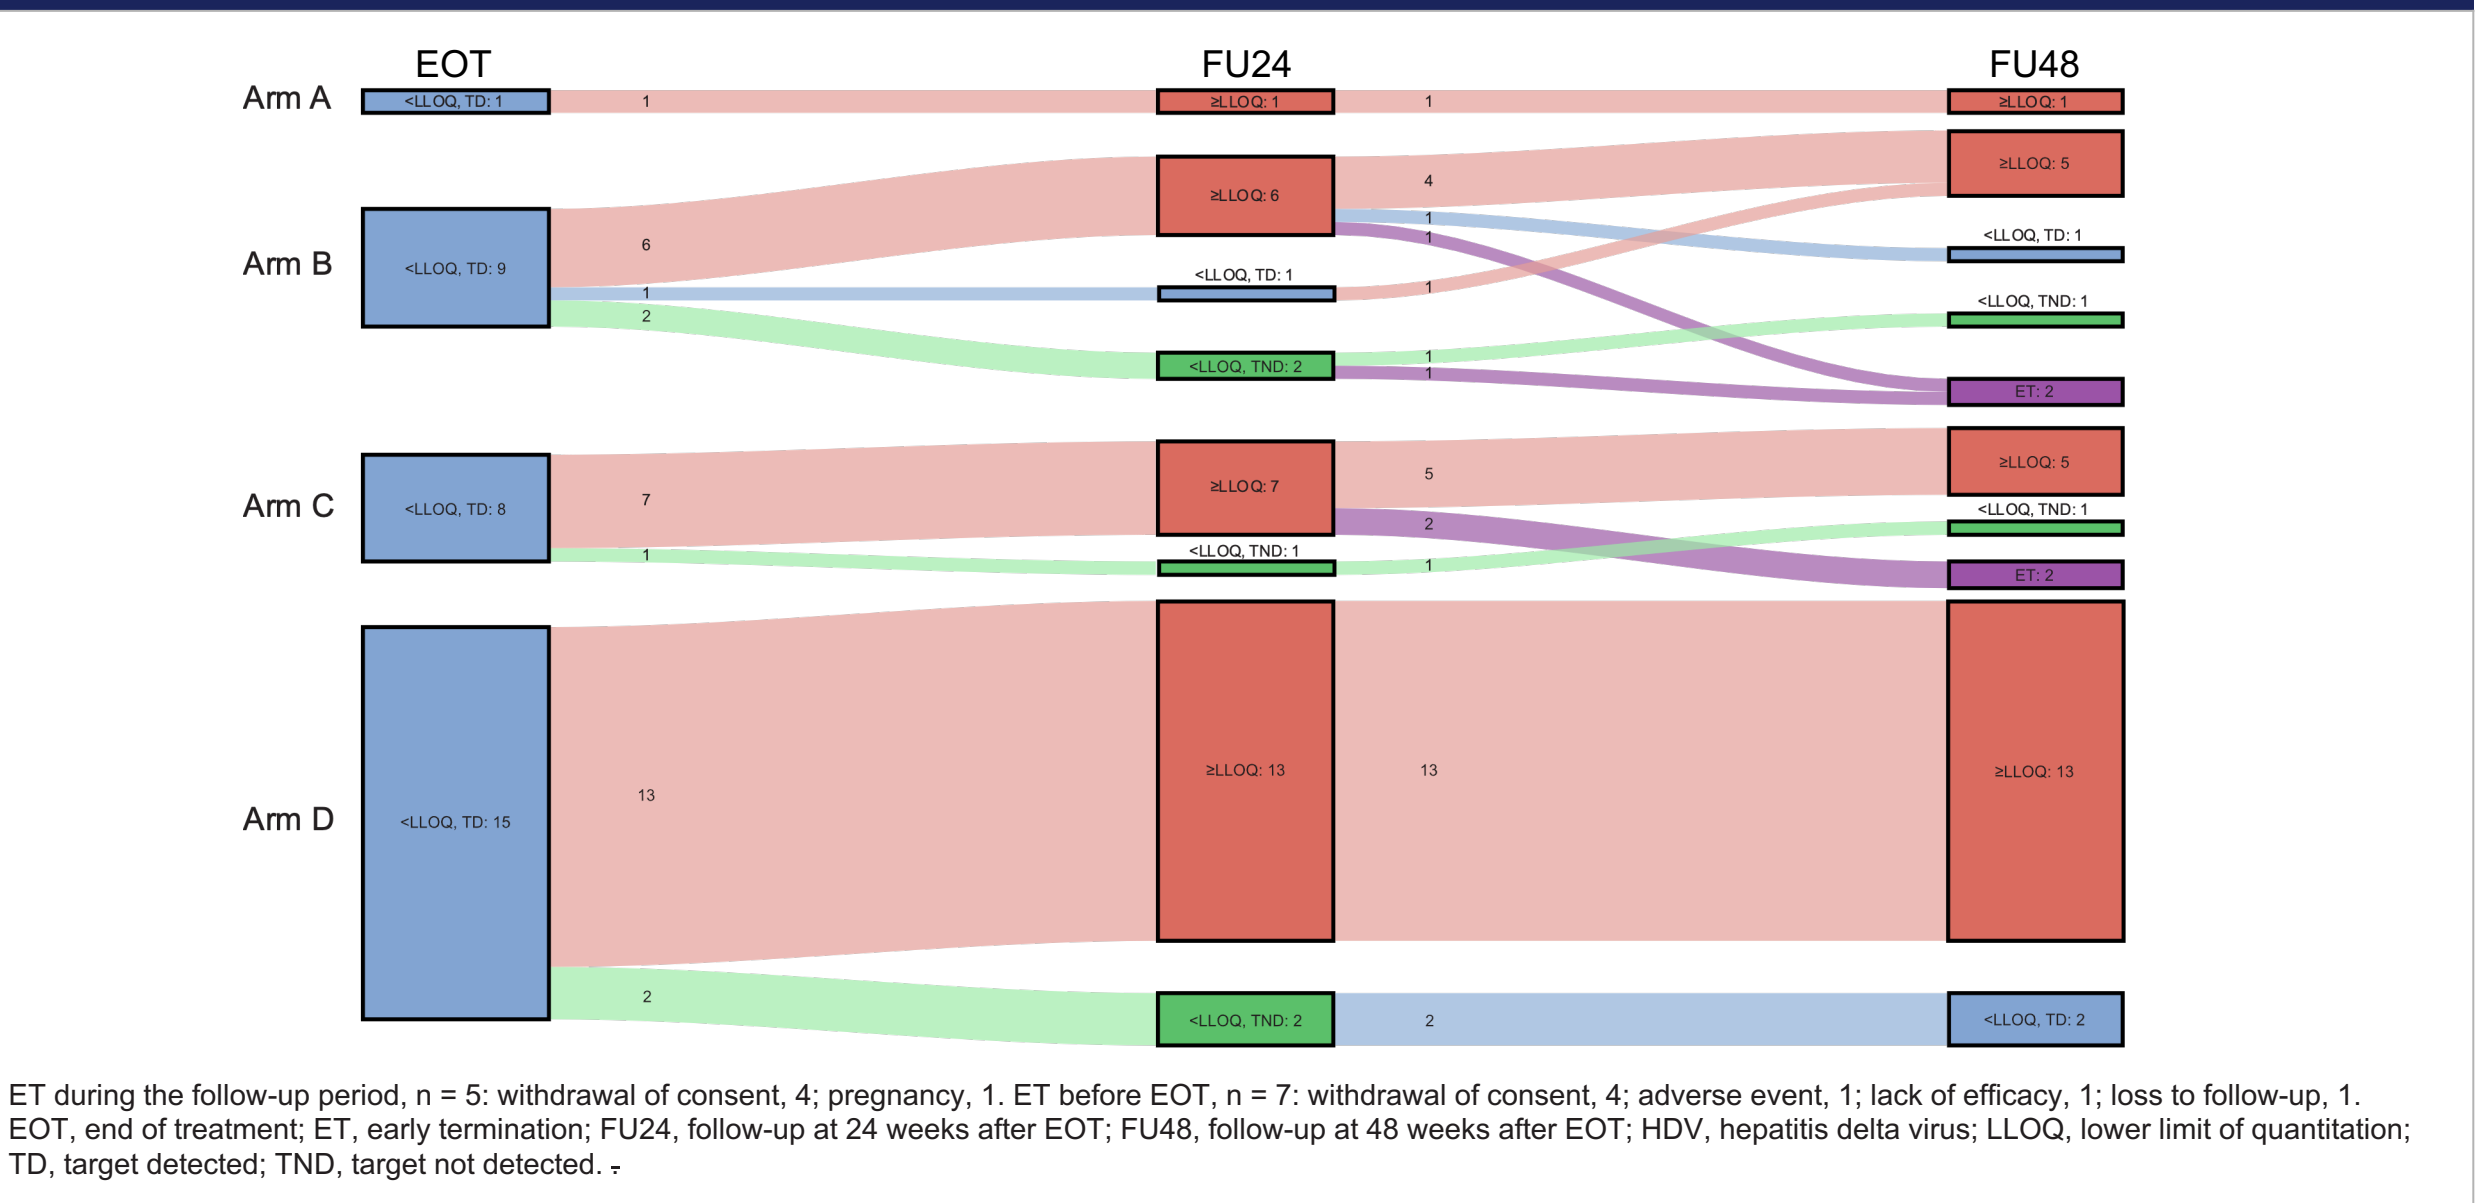 EOT FU24 FU48
Arm A <LLOQ, TD: 1 1 ≥LLOQ: 1 1 ≥LLOQ: 1
Arm B <LLOQ, TD: 9
6
1
2
≥LLOQ: 6
<LLOQ, TD: 1
<LLOQ, TND: 2
4
1
1
1
1
1
≥LLOQ: 5
<LLOQ, TD: 1
<LLOQ, TND: 1
ET: 2
Arm C <LLOQ, TD: 8
7
1
≥LLOQ: 7
<LLOQ, TND: 1
5
2
1
≥LLOQ: 5
<LLOQ, TND: 1
ET: 2
Arm D <LLOQ, TD: 15
13
2
≥LLOQ: 13
<LLOQ, TND: 2
13
2
≥LLOQ: 13
<LLOQ, TD: 2
ET during the follow-up period, n = 5: withdrawal of consent, 4; pregnancy, 1. ET before EOT, n = 7: withdrawal of consent, 4; adverse event, 1; lack of efficacy, 1; loss to follow-up, 1.
EOT, end of treatment; ET, early termination; FU24, follow-up at 24 weeks after EOT; FU48, follow-up at 48 weeks after EOT; HDV, hepatitis delta virus; LLOQ, lower limit of quantitation;
TD, target detected; TND, target not detected.